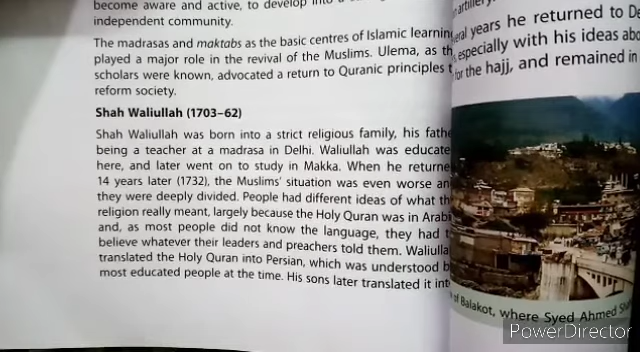 become aware and active, to develop into a
independent community.
The madrasas and maktabs as the basic centres of Islamic learning
played a major role in the revival of the Muslims. Ulema, as th
scholars were known, advocated a return to Quranic principles t
reform society.
Shah Waliullah (1703–62)
Shah Waliullah was born into a strict religious family, his fathe
being a teacher at a madrasa in Delhi. Waliullah was educate
here, and later went on to study in Makka. When he returne
14 years later (1732), the Muslims' situation was even worse an
they were deeply divided. People had different ideas of what th
religion really meant, largely because the Holy Quran was in Arabi
and, as most people did not know the language, they had t
believe whatever their leaders and preachers told them. Waliulla
translated the Holy Quran into Persian, which was understood b
most educated people at the time. His sons later translated it int
artillery.
eral years he returned to De
, especially with his ideas abo
for the hajj, and remained in
of Balakot, where Syed Ahmed Sha
PowerDirector